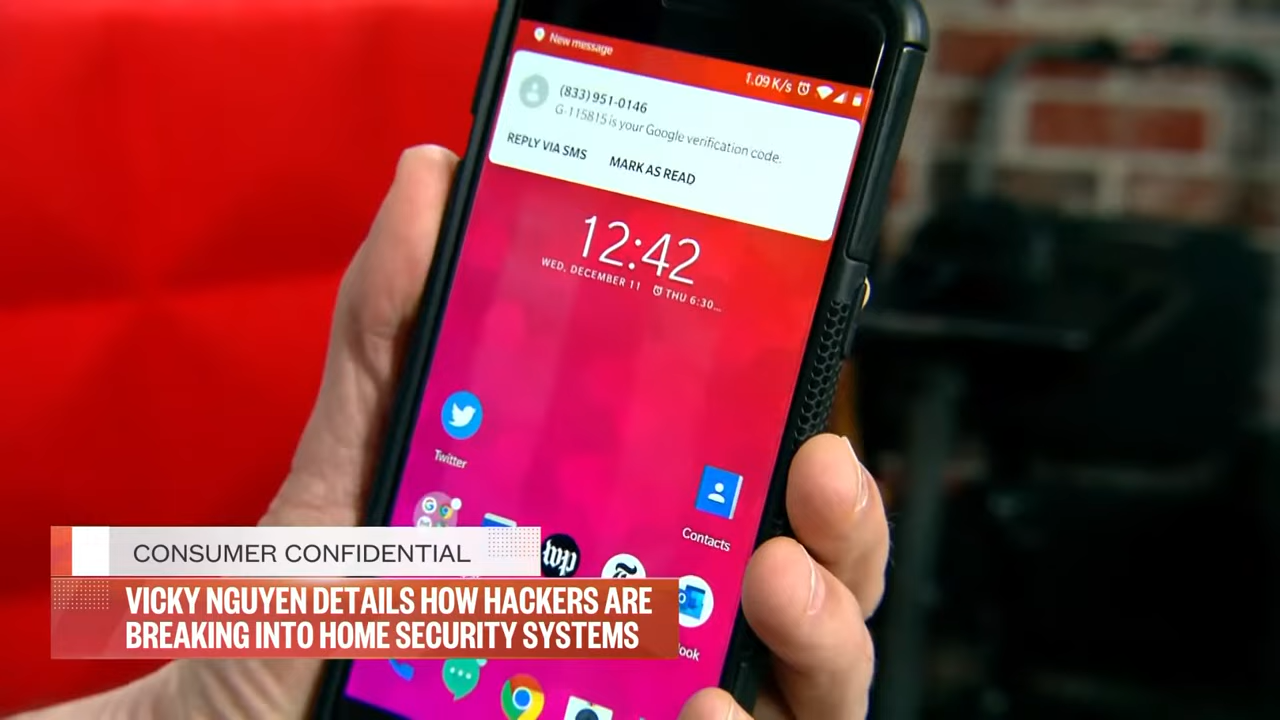 New message
1.09 K/s
(833) 951-0146
G-115815 is your Google verification code.
REPLY VIA SMS
MARK AS READ
12:42
WED, DECEMBER 11
THU 6:30...
Twitter
Contacts
wp
ook
CONSUMER CONFIDENTIAL
VICKY NGUYEN DETAILS HOW HACKERS ARE
BREAKING INTO HOME SECURITY SYSTEMS